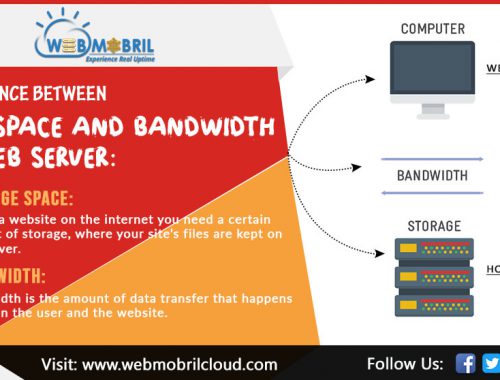 WEBMOBRIL
Experience Real Uptime
NCE BETWEEN
SPACE AND BANDWIDTH
EB SERVER:
GE SPACE:
a website on the internet you need a certain
t of storage, where your site's files are kept on
ver.
WIDTH:
dth is the amount of data transfer that happens
n the user and the website.
COMPUTER
WE
BANDWIDTH
STORAGE
HO
Visit: www.webmobrilcloud.com
Follow Us: